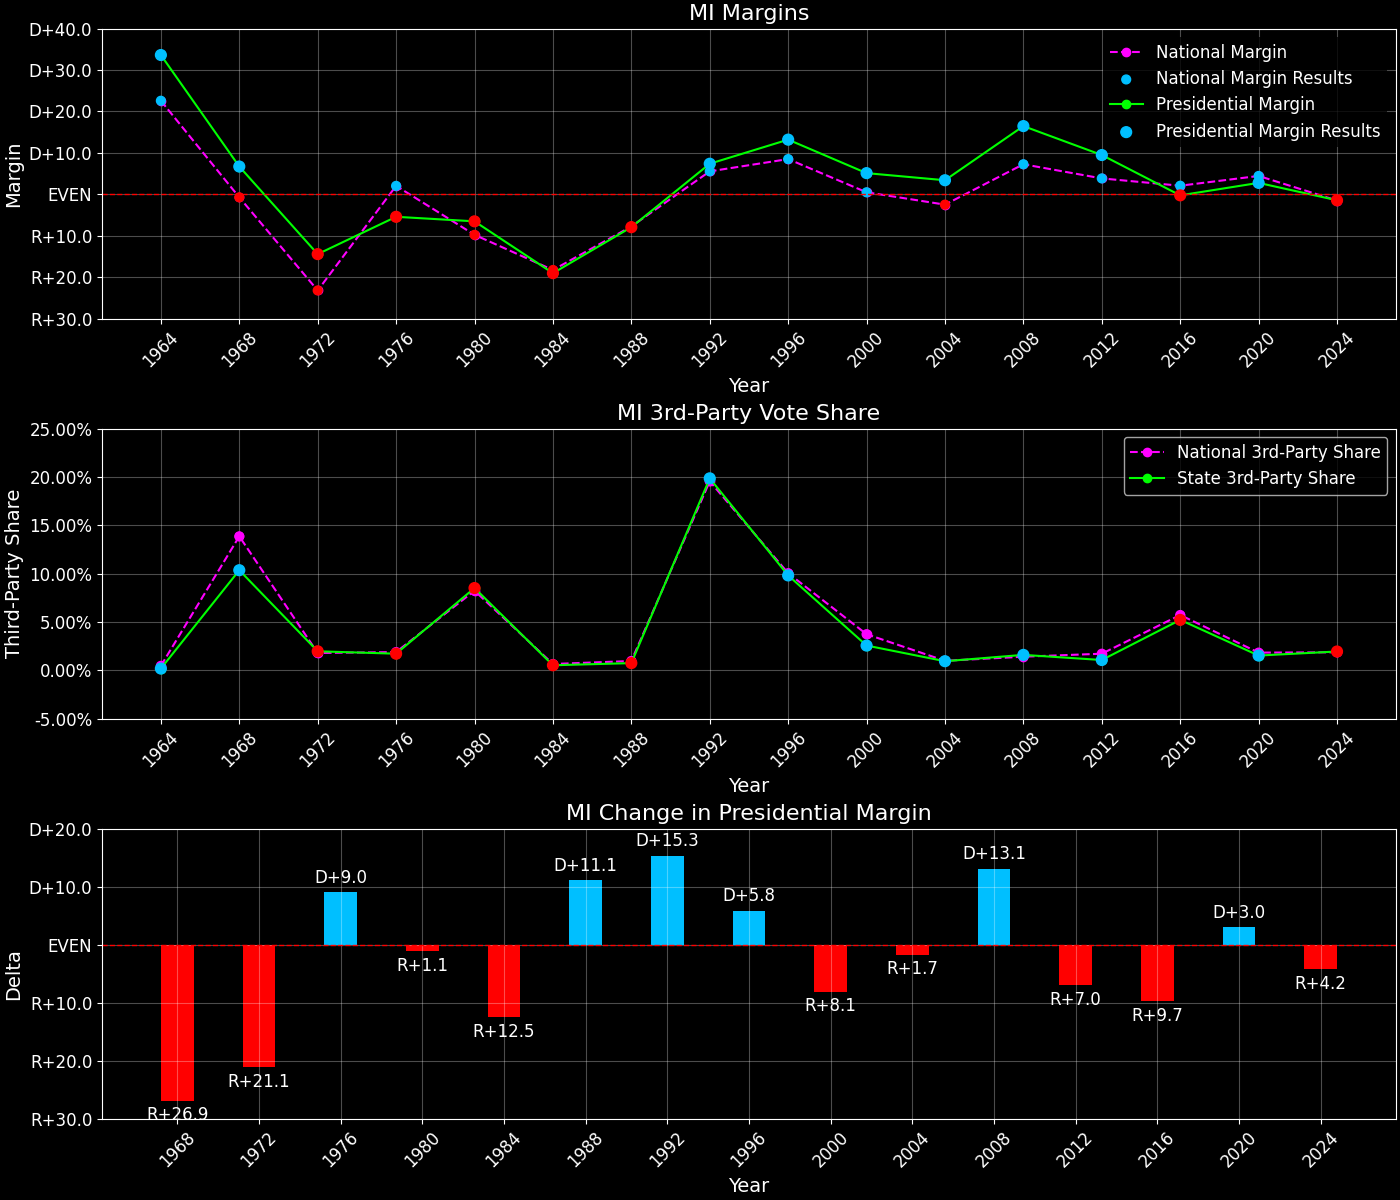 MI Margins
D+40.0
D+30.0
D+20.0
D+10.0
EVEN
R+10.0
R+20.0
R+30.0
Margin
National Margin
National Margin Results
Presidential Margin
Presidential Margin Results
1964 1968 1972 1976 1980 1984 1988 1992 1996 2000 2004 2008 2012 2016 2020 2024
Year
MI 3rd-Party Vote Share
25.00%
20.00%
15.00%
10.00%
5.00%
0.00%
-5.00%
Third-Party Share
National 3rd-Party Share
State 3rd-Party Share
1964 1968 1972 1976 1980 1984 1988 1992 1996 2000 2004 2008 2012 2016 2020 2024
Year
MI Change in Presidential Margin
D+20.0
D+10.0
EVEN
R+10.0
R+20.0
R+30.0
Delta
R+26.9
R+21.1
D+9.0
R+1.1
R+12.5
D+11.1
D+15.3
D+5.8
R+8.1
R+1.7
D+13.1
R+7.0
R+9.7
D+3.0
R+4.2
1968 1972 1976 1980 1984 1988 1992 1996 2000 2004 2008 2012 2016 2020 2024
Year